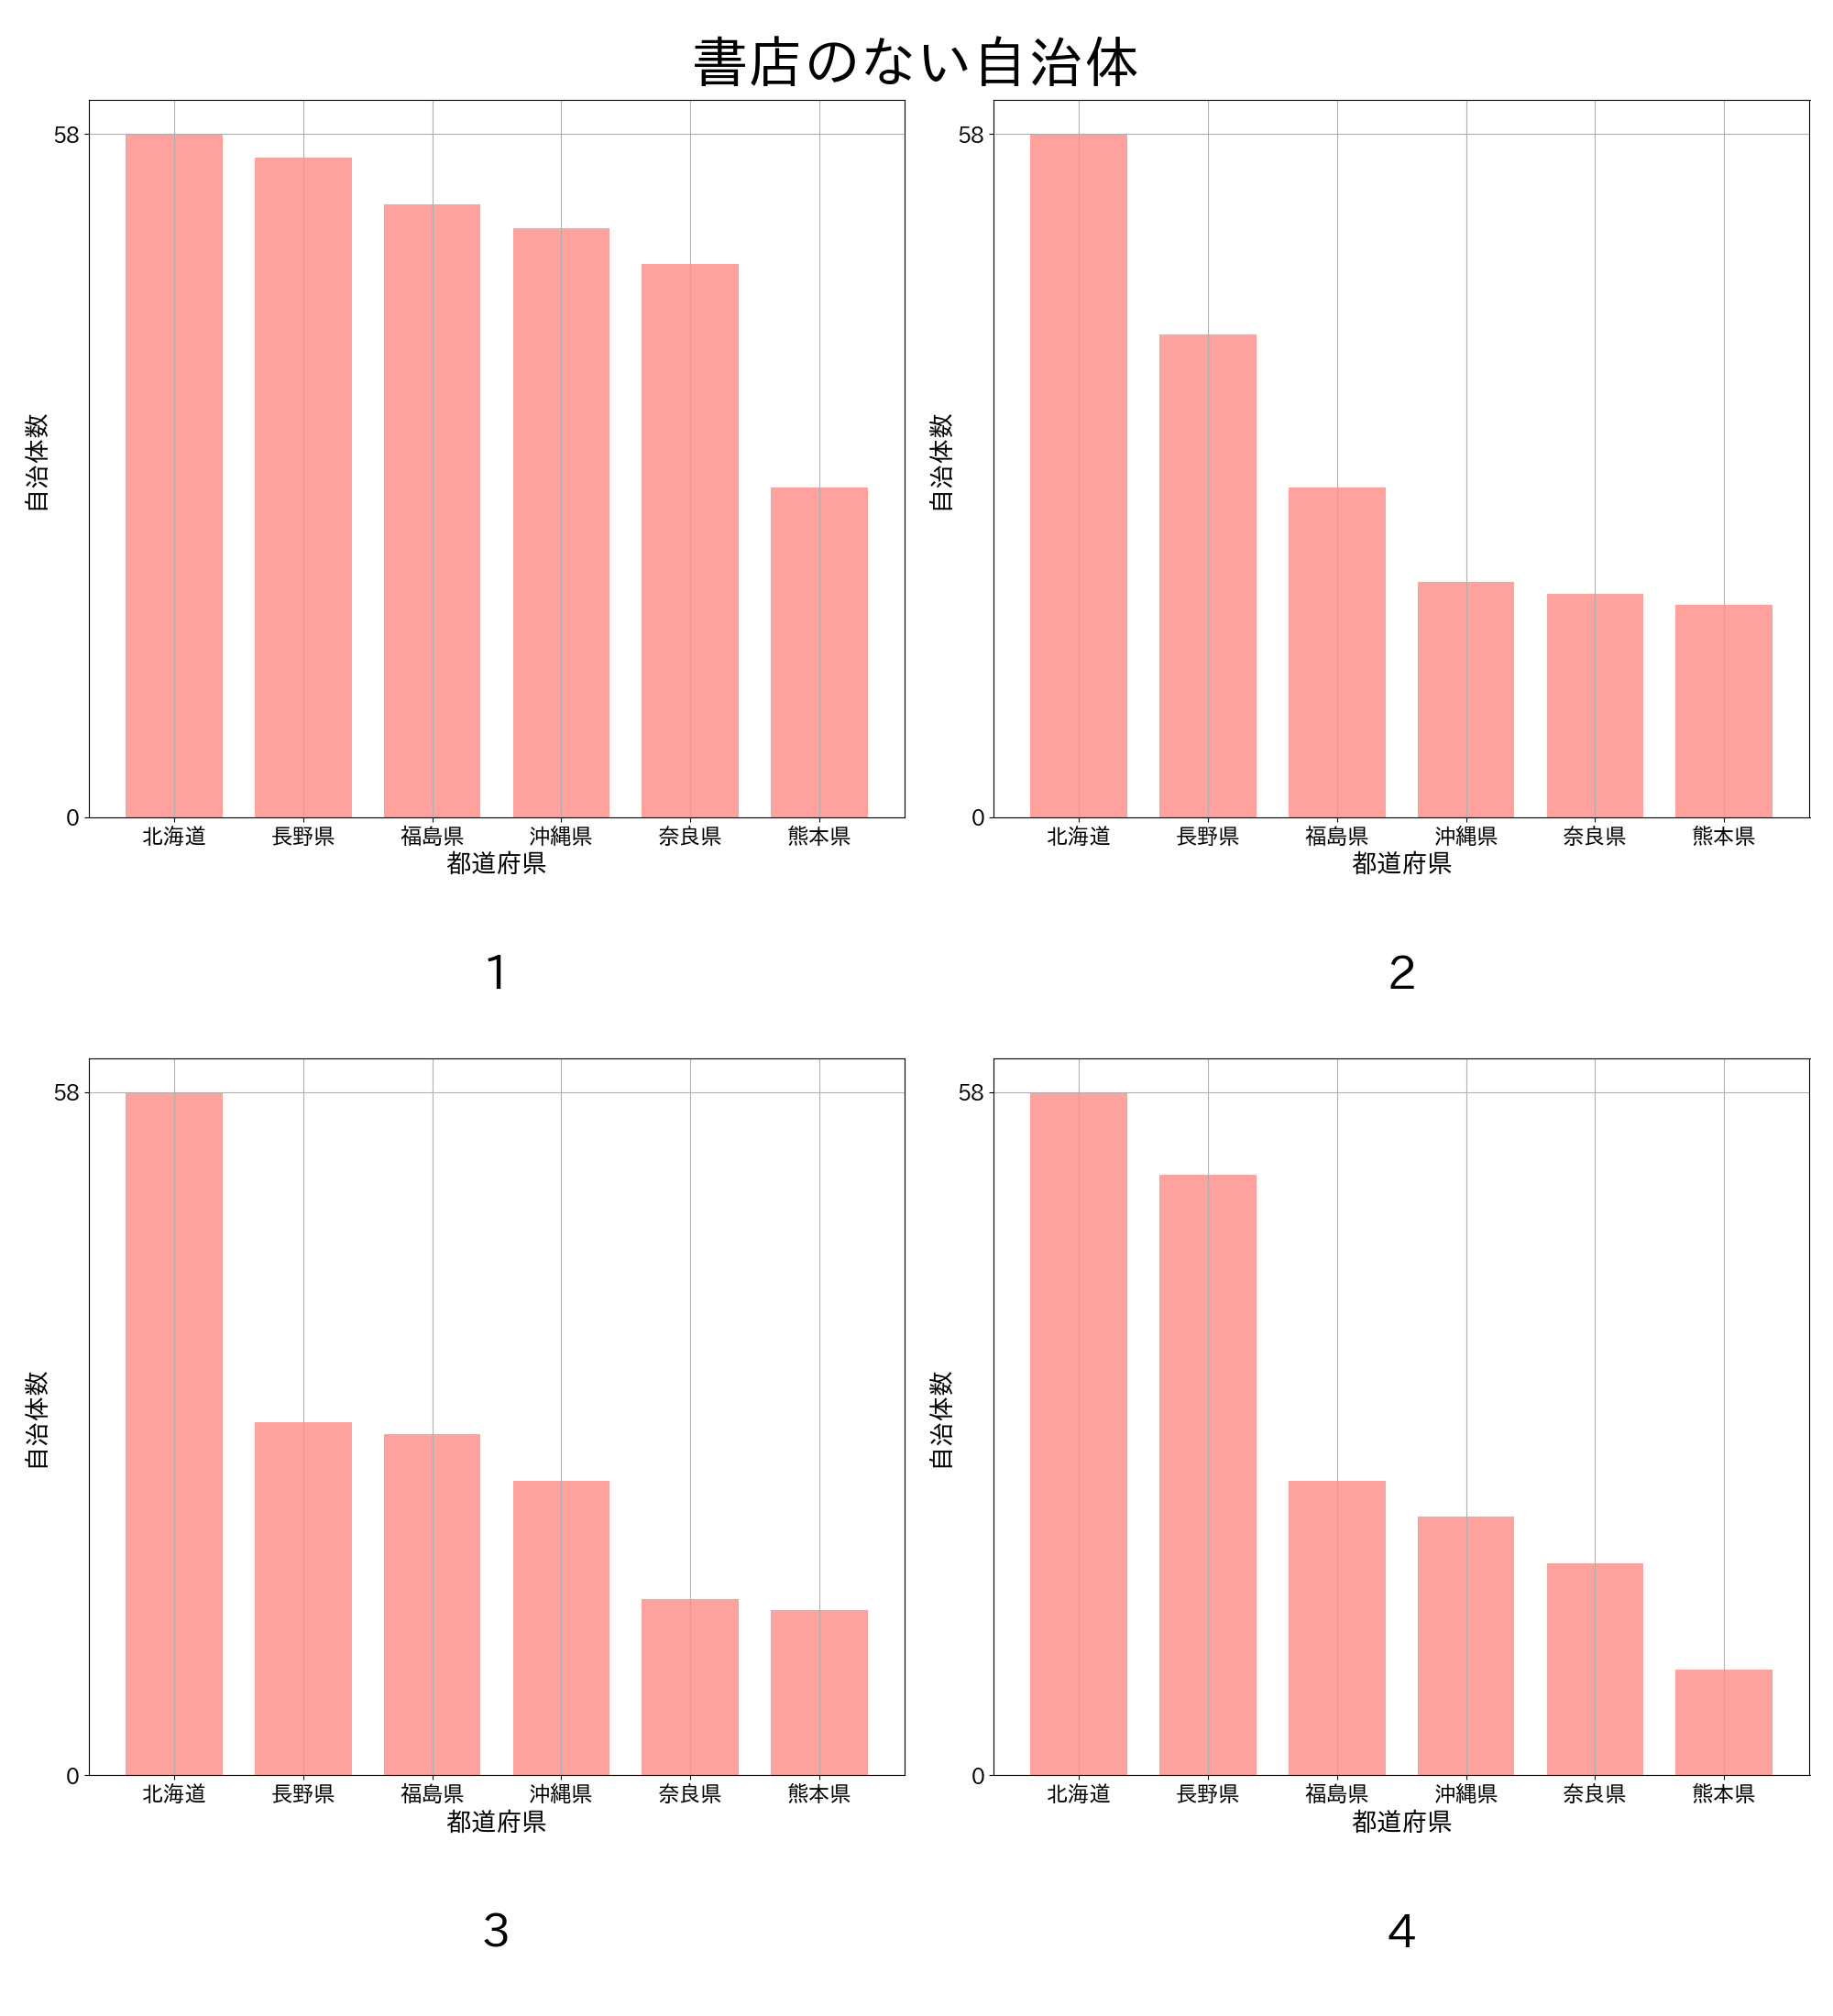 書店のない自治体
58
0
自治体数
北海道 長野県 福島県 沖縄県 奈良県 熊本県
都道府県
1
58
0
自治体数
北海道 長野県 福島県 沖縄県 奈良県 熊本県
都道府県
2
58
0
自治体数
北海道 長野県 福島県 沖縄県 奈良県 熊本県
都道府県
3
58
0
自治体数
北海道 長野県 福島県 沖縄県 奈良県 熊本県
都道府県
4